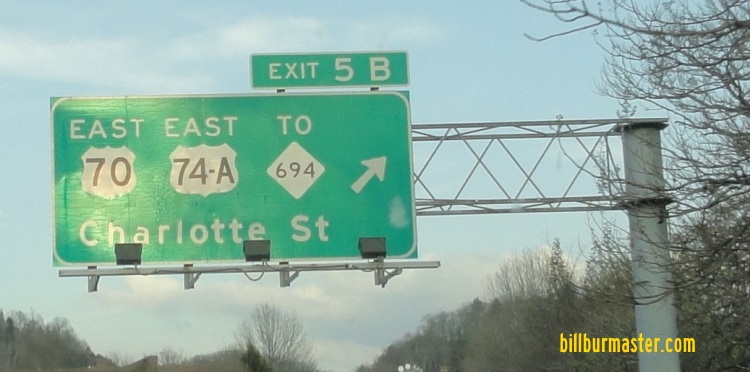 EXIT 5 B
EAST EAST TO
70 74-A 694
Charlotte St
billburmaster.com